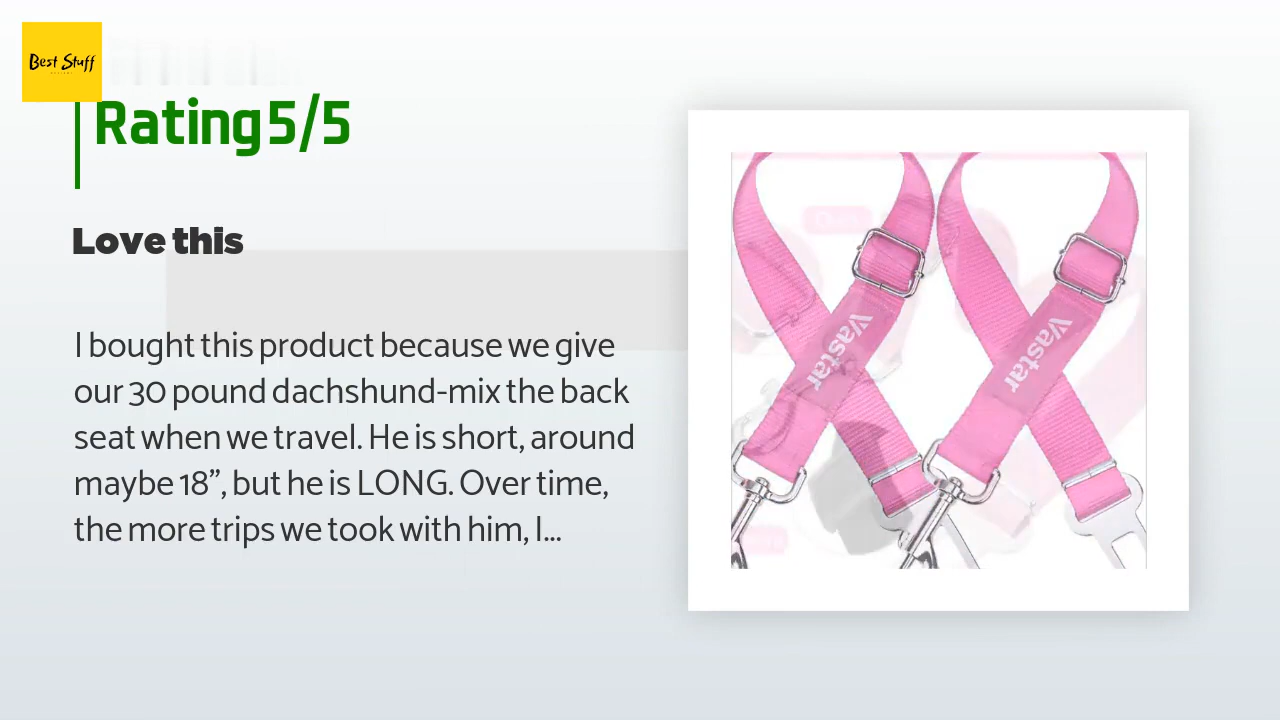 Best Stuff
Rating 5/5
Love this
I bought this product because we give
our 30 pound dachshund-mix the back
seat when we travel. He is short, around
maybe 18”, but he is LONG. Over time,
the more trips we took with him, I...
Vastar
Vastar